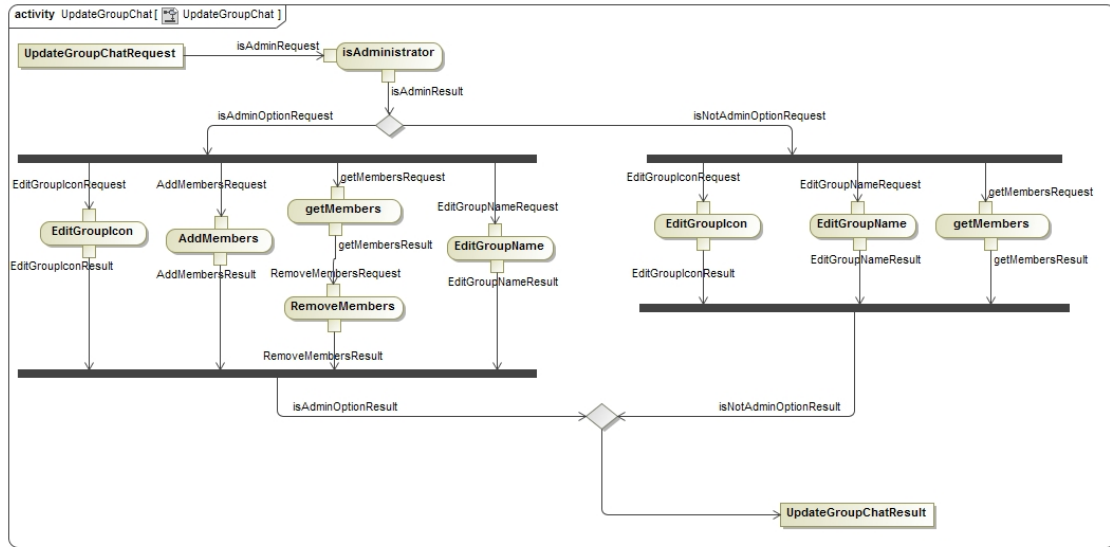 activity UpdateGroupChat [ UpdateGroupChat ]
UpdateGroupChatRequest
isAdminRequest
isAdministrator
isAdminResult
isAdminOptionRequest
isNotAdminOptionRequest
EditGroupIconRequest
AddMembersRequest
getMembersRequest
EditGroupNameRequest
EditGroupIcon
AddMembers
getMembers
EditGroupName
getMembersResult
EditGroupIconResult
AddMembersResult
RemoveMembersRequest
EditGroupNameResult
RemoveMembers
RemoveMembersResult
EditGroupIconRequest
EditGroupNameRequest
getMembersRequest
EditGroupIcon
EditGroupName
getMembers
EditGroupIconResult
EditGroupNameResult
getMembersResult
isAdminOptionResult
isNotAdminOptionResult
UpdateGroupChatResult